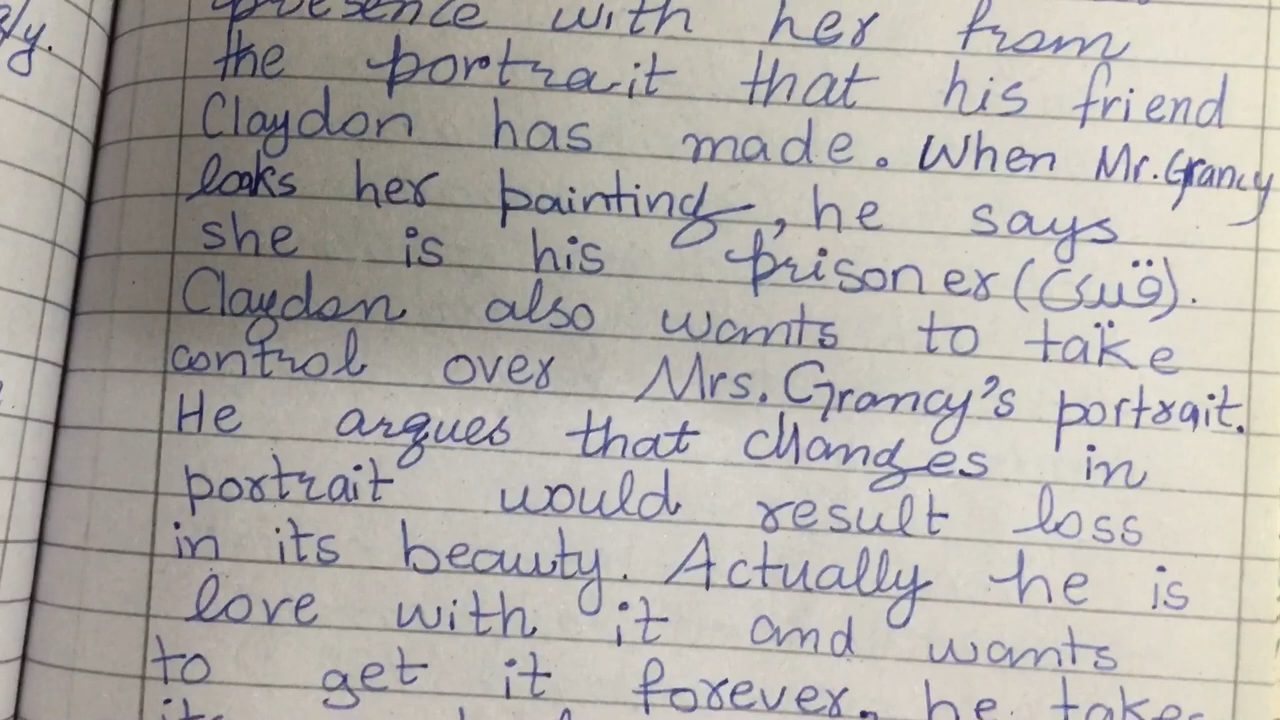 ly.
presence with her from
the portrait that his friend
Claydon has made. When Mr. Grancy
looks her painting, he says
she is his prisoner (قیدی).
Claydon also wants to take
control over Mrs. Grancy's portrait.
He argues that changes in
portrait would result loss
in its beauty. Actually he is
love with it and wants
to get it forever. he takes